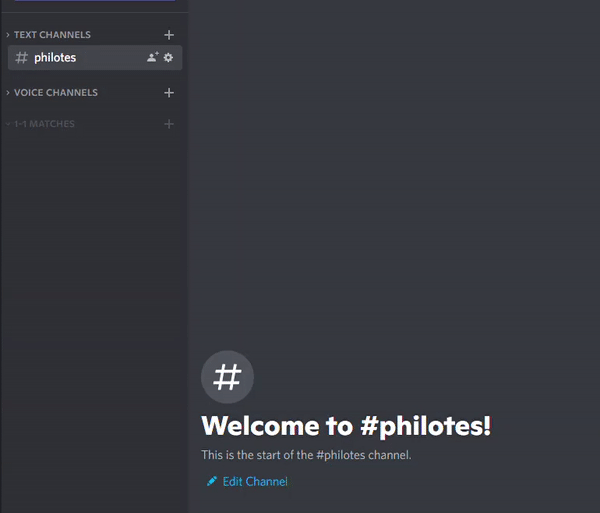 TEXT CHANNELS
# philotes
VOICE CHANNELS
1-1 MATCHES
#
Welcome to #philotes!
This is the start of the #philotes channel.
Edit Channel